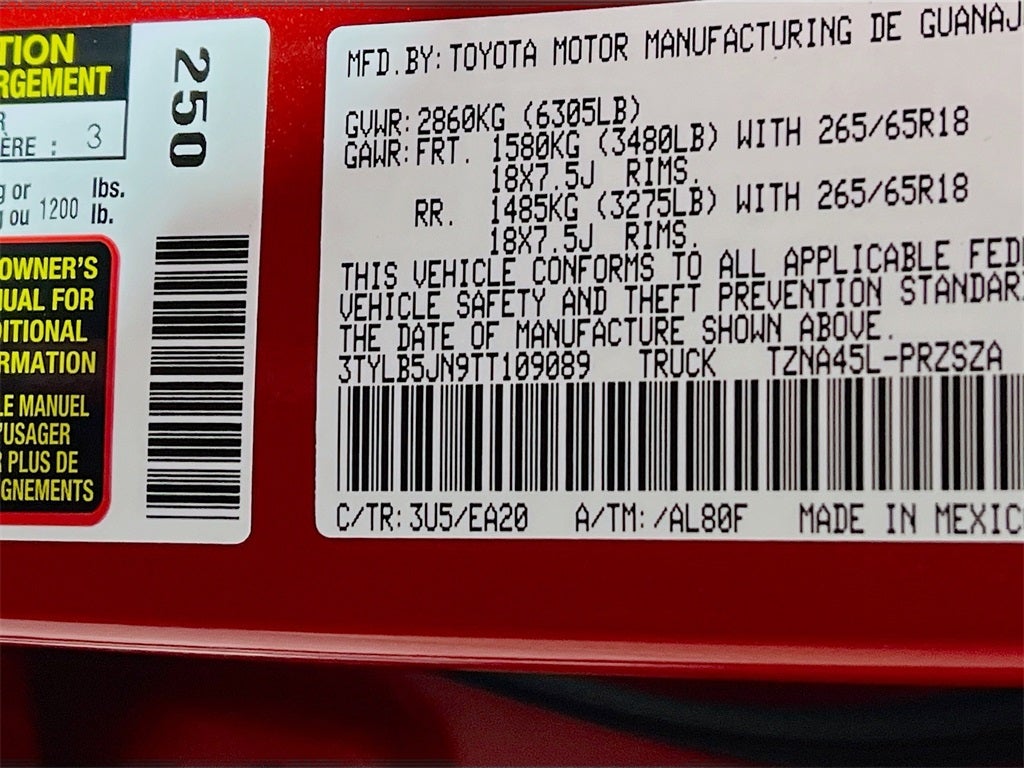 TION
RGEMENT
R
ÈRE : 3
g or lbs.
g ou 1200 lb.
OWNER'S
UAL FOR
DITIONAL
RMATION
LE MANUEL
'USAGER
R PLUS DE
GNEMENTS
250
MFD.BY: TOYOTA MOTOR MANUFACTURING DE GUANAJ
GVWR: 2860KG (6305LB)
GAWR: FRT. 1580KG (3480LB) WITH 265/65R18
18X7.5J RIMS.
RR. 1485KG (3275LB) WITH 265/65R18
18X7.5J RIMS.
THIS VEHICLE CONFORMS TO ALL APPLICABLE FED
VEHICLE SAFETY AND THEFT PREVENTION STANDAR
THE DATE OF MANUFACTURE SHOWN ABOVE.
3TYLB5JN9TT109089 TRUCK TZNA45L-PRZSZA
C/TR: 3U5/EA20 A/TM: /AL80F MADE IN MEXIC